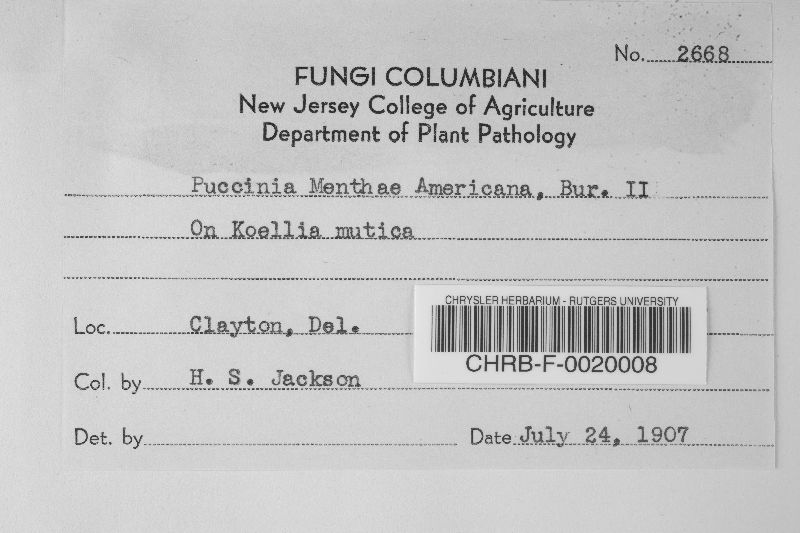 No. 2668
FUNGI COLUMBIANI
New Jersey College of Agriculture
Department of Plant Pathology
Puccinia Menthae Americana, Bur. II
On Koellia mutica
CHRYSLER HERBARIUM - RUTGERS UNIVERSITY
Loc. Clayton, Del.
CHRB-F-0020008
Col. by H. S. Jackson
Det. by
Date July 24, 1907